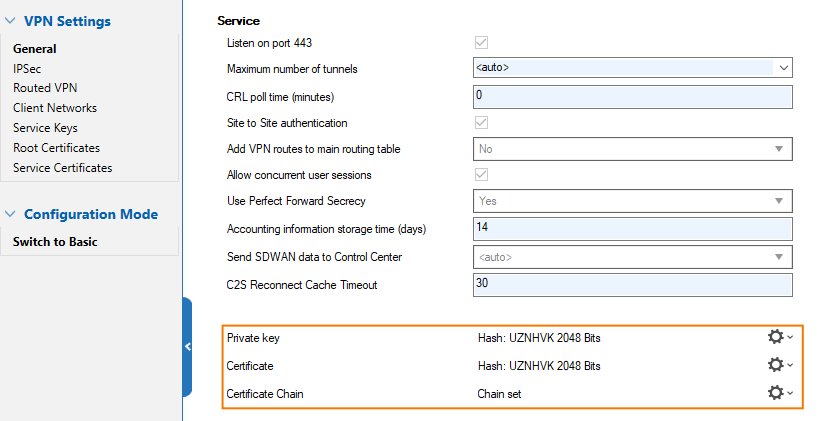 VPN Settings
General
IPSec
Routed VPN
Client Networks
Service Keys
Root Certificates
Service Certificates
Configuration Mode
Switch to Basic
Service
Listen on port 443
Maximum number of tunnels <auto>
CRL poll time (minutes) 0
Site to Site authentication
Add VPN routes to main routing table No
Allow concurrent user sessions
Use Perfect Forward Secrecy Yes
Accounting information storage time (days) 14
Send SDWAN data to Control Center <auto>
C2S Reconnect Cache Timeout 30
Private key Hash: UZNHVK 2048 Bits
Certificate Hash: UZNHVK 2048 Bits
Certificate Chain Chain set